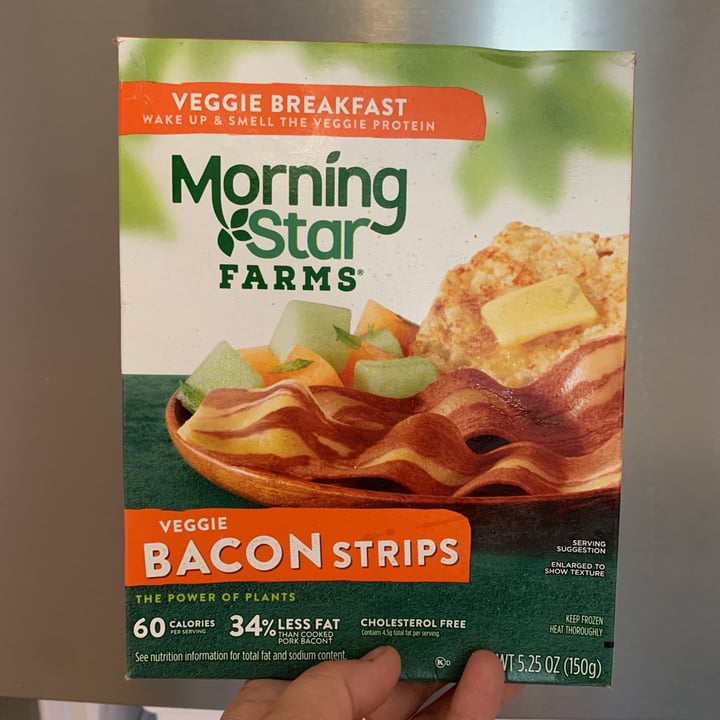 VEGGIE BREAKFAST
WAKE UP & SMELL THE VEGGIE PROTEIN
Morning
Star
FARMS®
VEGGIE
BACON STRIPS
THE POWER OF PLANTS
SERVING
SUGGESTION
ENLARGED TO
SHOW TEXTURE
60 CALORIES
PER SERVING
34% LESS FAT
THAN COOKED
PORK BACON†
CHOLESTEROL FREE
Contains 4.5g total fat per serving.
See nutrition information for total fat and sodium content.
KEEP FROZEN
HEAT THOROUGHLY
K D
WT 5.25 OZ (150g)